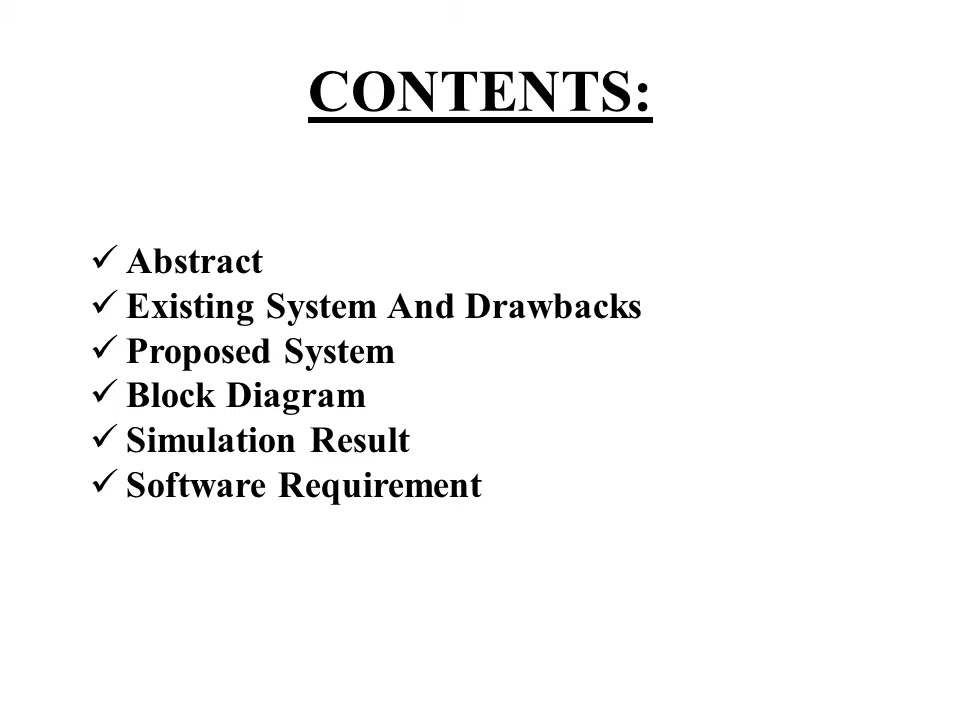 CONTENTS:
✓ Abstract
✓ Existing System And Drawbacks
✓ Proposed System
✓ Block Diagram
✓ Simulation Result
✓ Software Requirement